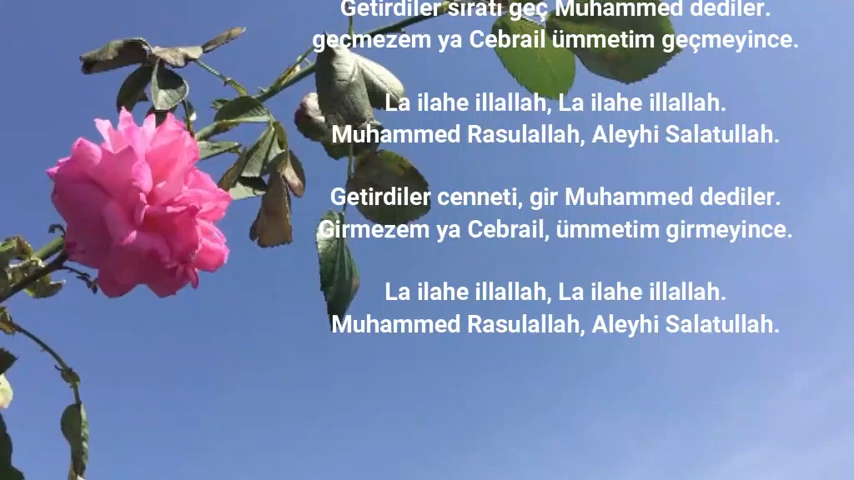 Getirdiler sıratı geç Muhammed dediler.
geçmezem ya Cebrail ümmetim geçmeyince.
La ilahe illallah, La ilahe illallah.
Muhammed Rasulallah, Aleyhi Salatullah.
Getirdiler cenneti, gir Muhammed dediler.
Girmezem ya Cebrail, ümmetim girmeyince.
La ilahe illallah, La ilahe illallah.
Muhammed Rasulallah, Aleyhi Salatullah.